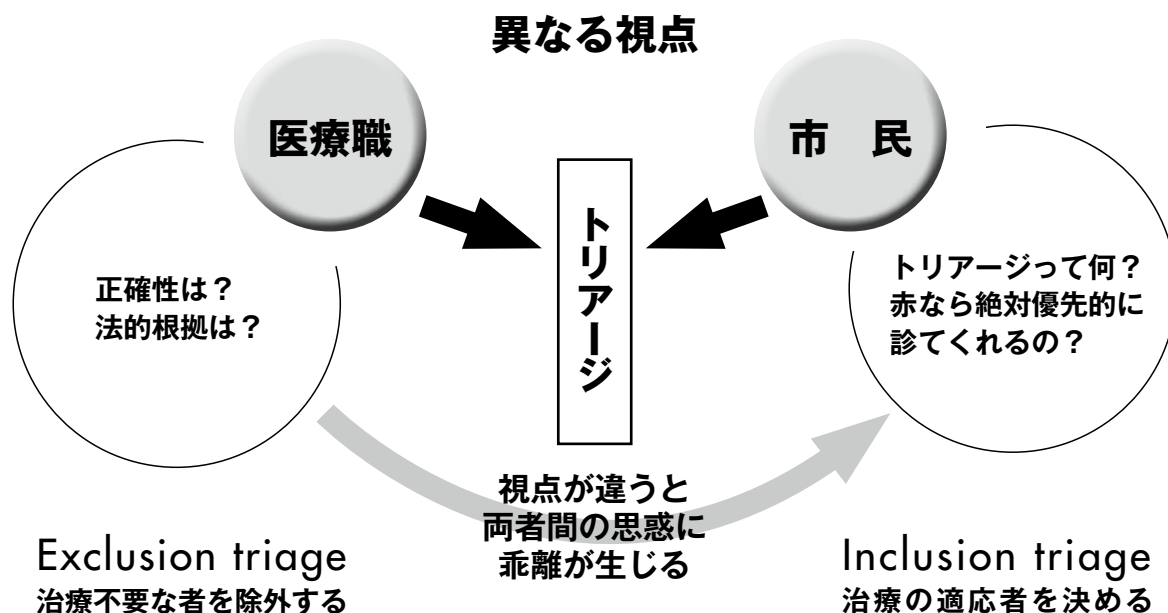 異なる視点
医療職
市　民
トリアージ
正確性は？
法的根拠は？
トリアージって何？
赤なら絶対優先的に
診てくれるの？
視点が違うと
両者間の思惑に
乖離が生じる
Exclusion triage
治療不要な者を除外する
Inclusion triage
治療の適応者を決める